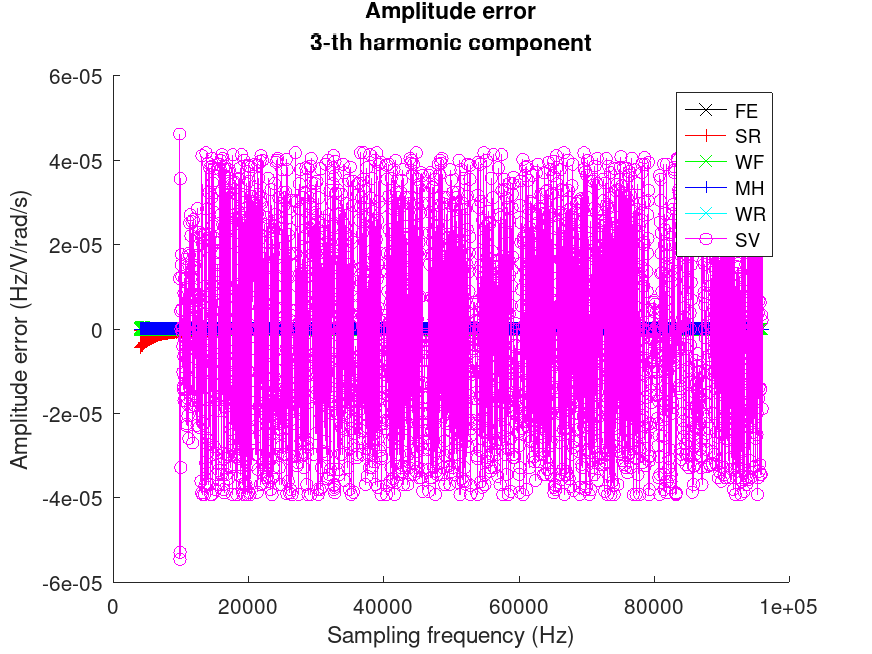 Amplitude error
3-th harmonic component
6e-05
4e-05
2e-05
0
-2e-05
-4e-05
-6e-05
Amplitude error (Hz/V/rad/s)
FE
SR
WF
MH
WR
SV
0
20000
40000
60000
80000
1e+05
Sampling frequency (Hz)